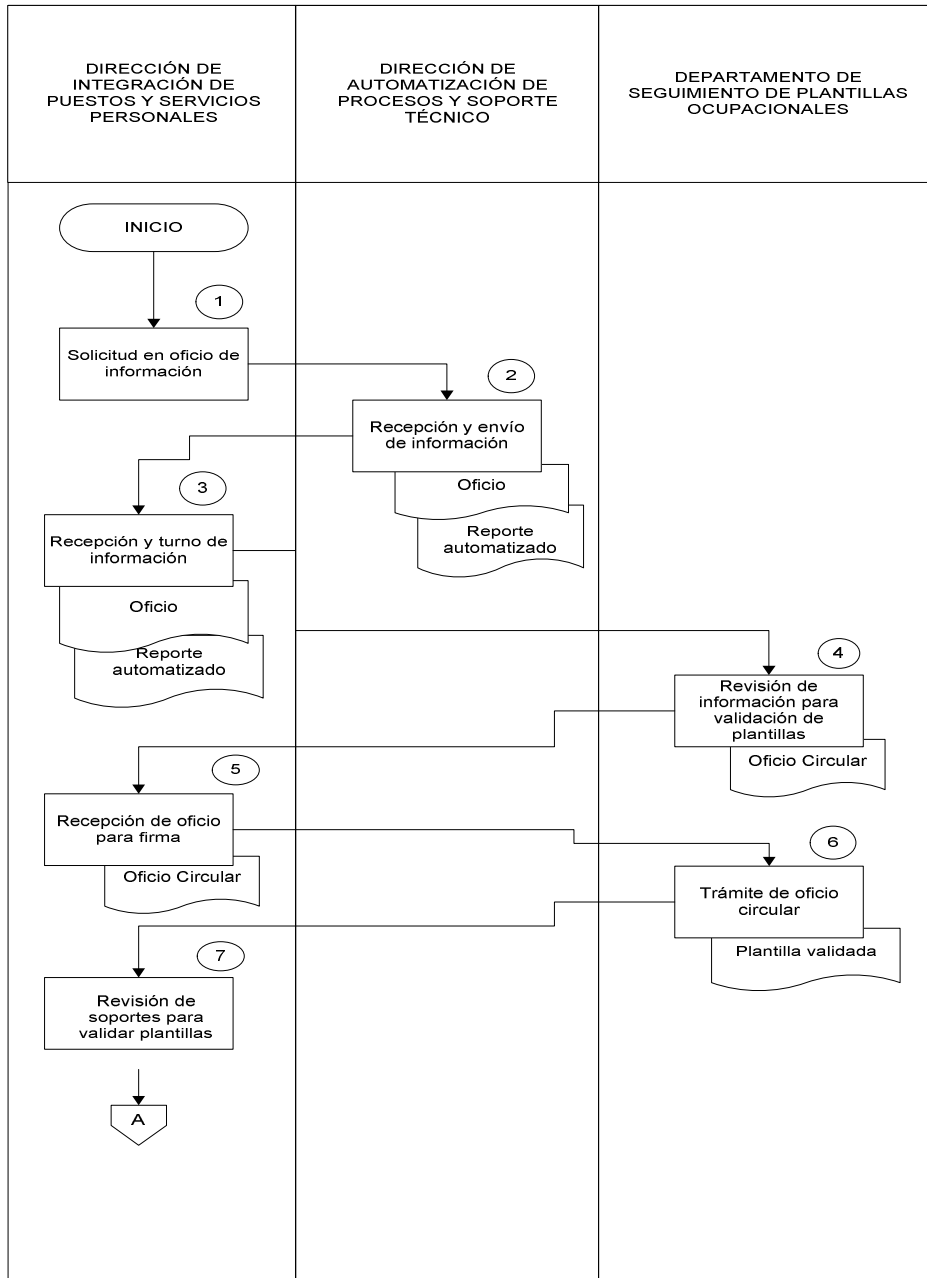 DIRECCIÓN DE
INTEGRACIÓN DE
PUESTOS Y SERVICIOS
PERSONALES
DIRECCIÓN DE
AUTOMATIZACIÓN DE
PROCESOS Y SOPORTE
TÉCNICO
DEPARTAMENTO DE
SEGUIMIENTO DE PLANTILLAS
OCUPACIONALES
INICIO
1
Solicitud en oficio de
información
2
Recepción y envío
de información
Oficio
Reporte
automatizado
3
Recepción y turno de
información
Oficio
Reporte
automatizado
4
Revisión de
información para
validación de
plantillas
Oficio Circular
5
Recepción de oficio
para firma
Oficio Circular
6
Trámite de oficio
circular
Plantilla validada
7
Revisión de
soportes para
validar plantillas
A